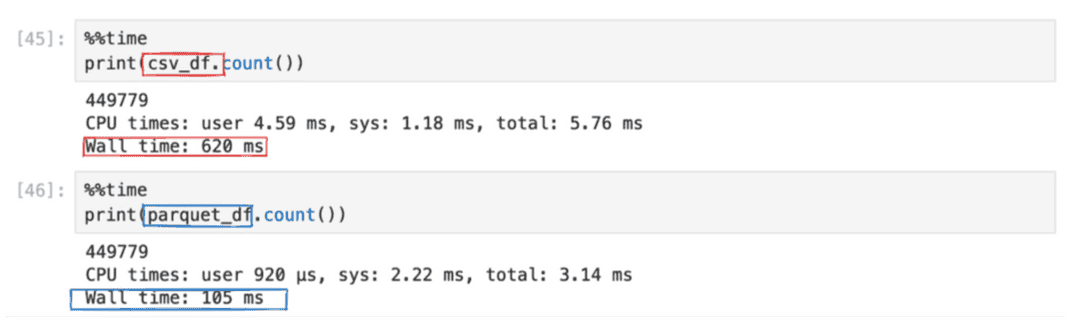 [45]: %%time
print(csv_df.count())
449779
CPU times: user 4.59 ms, sys: 1.18 ms, total: 5.76 ms
Wall time: 620 ms
[46]: %%time
print(parquet_df.count())
449779
CPU times: user 920 µs, sys: 2.22 ms, total: 3.14 ms
Wall time: 105 ms